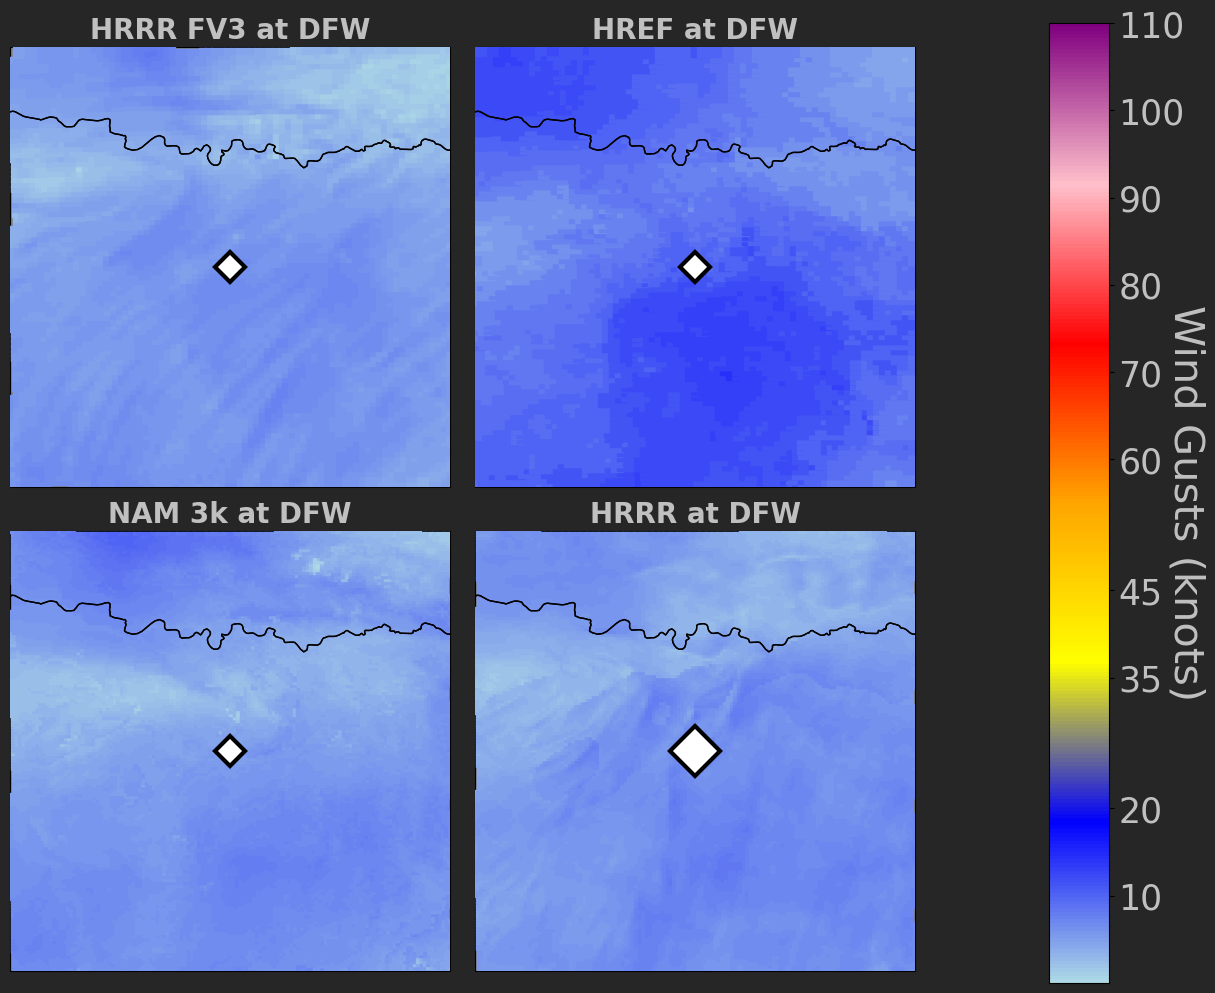 HRRR FV3 at DFW
HREF at DFW
NAM 3k at DFW
HRRR at DFW
110
100
90
80
70
60
45
35
20
10
Wind Gusts (knots)